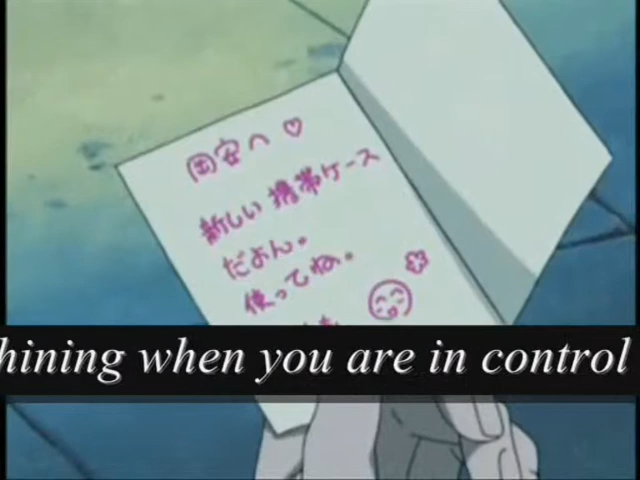 岡安へ♡
新しい携帯ケース
だよん。
使ってね。
hining when you are in control